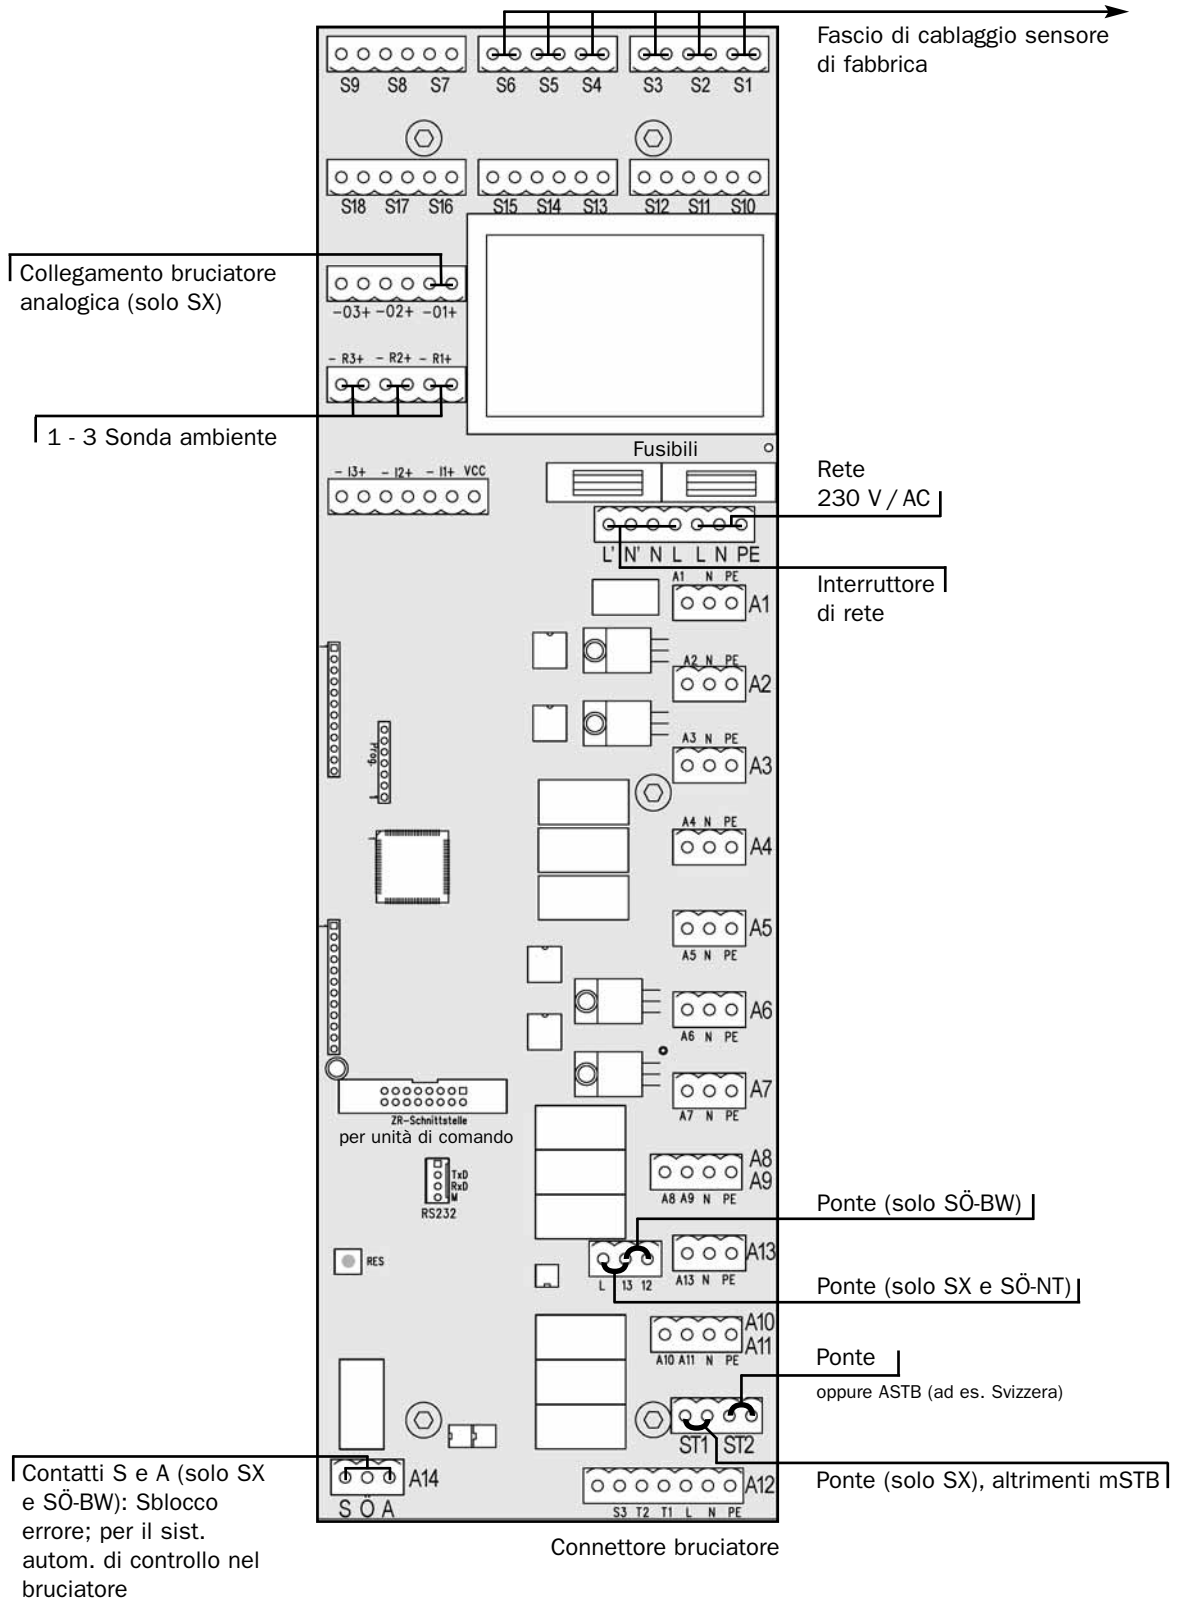 Fascio di cablaggio sensore
di fabbrica
S9 S8 S7 S6 S5 S4 S3 S2 S1
S18 S17 S16 S15 S14 S13 S12 S11 S10
Collegamento bruciatore
analogica (solo SX)
-O3+ -O2+ -O1+
- R3+ - R2+ - R1+
1 - 3 Sonda ambiente
Fusibili
- I3+ - I2+ - I1+ VCC
Rete
230 V / AC
L' N' N L L N PE
Interruttore
di rete
A1 N PE
A1
A2 N PE
A2
A3 N PE
A3
Prog.
A4 N PE
A4
A5
A5 N PE
A6
A6 N PE
A7
A7 N PE
ZR-Schnittstelle
per unità di comando
A8
A9
A8 A9 N PE
TxD
RxD
M
RS232
Ponte (solo SÖ-BW)
RES
A13
L 13 12
A13 N PE
Ponte (solo SX e SÖ-NT)
A10
A11
A10 A11 N PE
Ponte
oppure ASTB (ad es. Svizzera)
ST1 ST2
Contatti S e A (solo SX
e SÖ-BW): Sblocco
errore; per il sist.
autom. di controllo nel
bruciatore
A14
S Ö A
Ponte (solo SX), altrimenti mSTB
A12
S3 T2 T1 L N PE
Connettore bruciatore